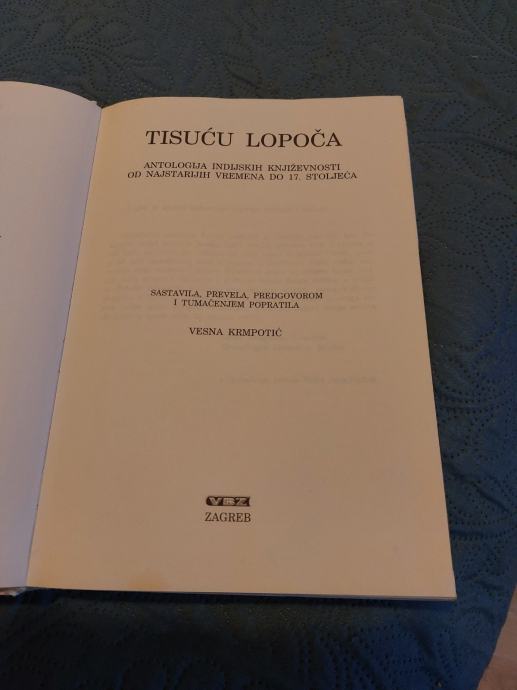 TISUĆU LOPOČA
ANTOLOGIJA INDIJSKIH KNJIŽEVNOSTI
OD NAJSTARIJIH VREMENA DO 17. STOLJEĆA
SASTAVILA, PREVELA, PREDGOVOROM
I TUMAČENJEM POPRATILA
VESNA KRMPOTIĆ
VBZ
ZAGREB